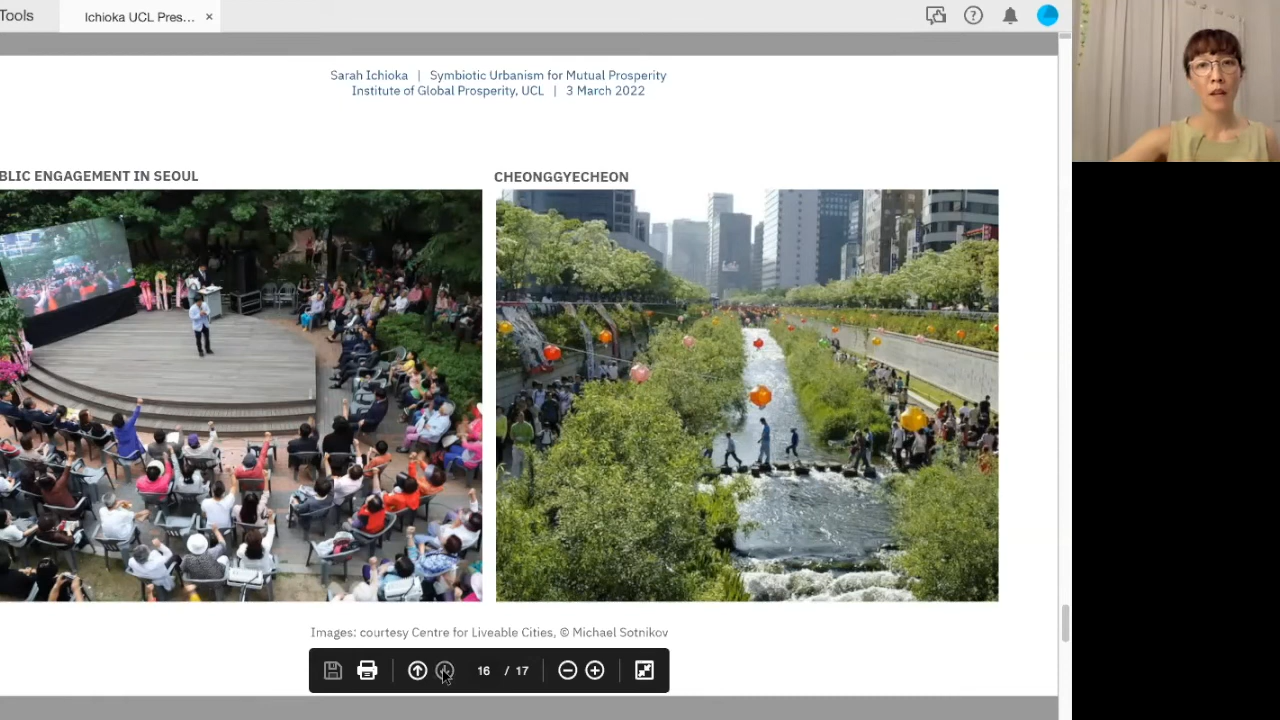 Tools
Ichioka UCL Pres... ×
Sarah Ichioka | Symbiotic Urbanism for Mutual Prosperity
Institute of Global Prosperity, UCL | 3 March 2022
BLIC ENGAGEMENT IN SEOUL
CHEONGGYECHEON
Images: courtesy Centre for Liveable Cities, © Michael Sotnikov
16 / 17